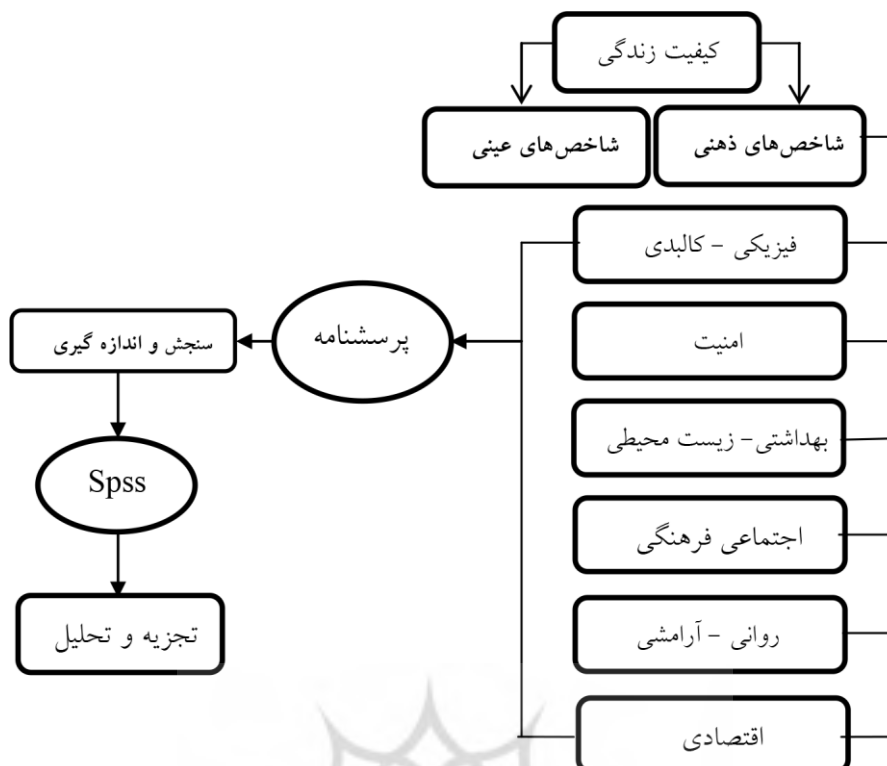 کیفیت زندگی
شاخص‌های ذهنی
شاخص‌های عینی
فیزیکی – کالبدی
امنیت
بهداشتی– زیست محیطی
اجتماعی فرهنگی
روانی – آرامشی
اقتصادی
پرسشنامه
سنجش و اندازه گیری
Spss
تجزیه و تحلیل